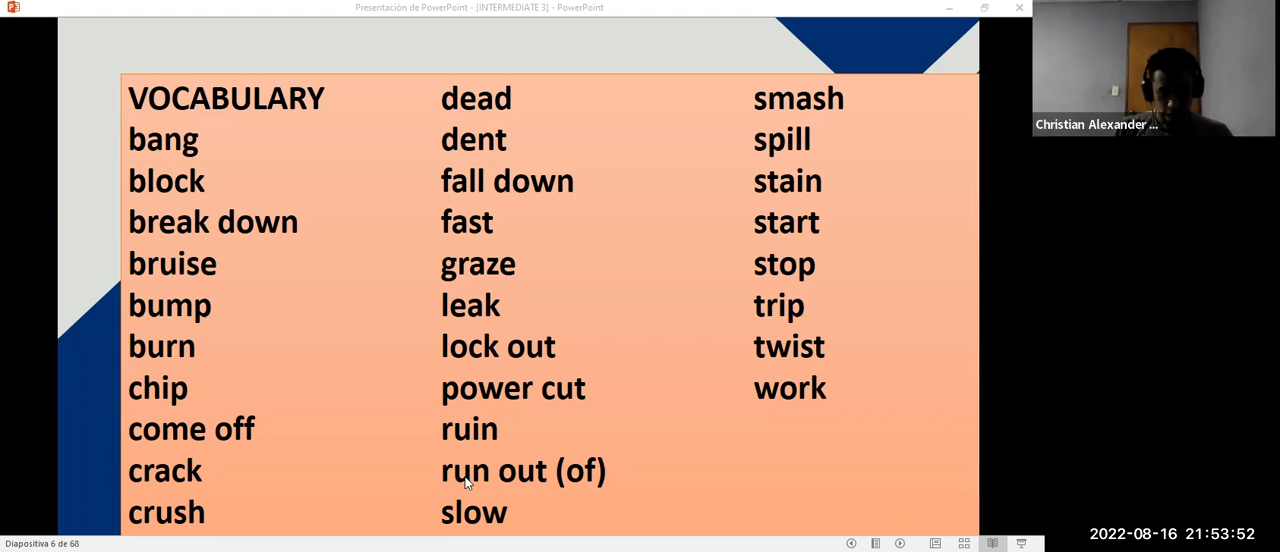 Presentación de PowerPoint - [INTERMEDIATE 3] - PowerPoint
VOCABULARY
bang
block
break down
bruise
bump
burn
chip
come off
crack
crush
dead
dent
fall down
fast
graze
leak
lock out
power cut
ruin
run out (of)
slow
smash
spill
stain
start
stop
trip
twist
work
Christian Alexander ...
Diapositiva 6 de 68
2022-08-16 21:53:52